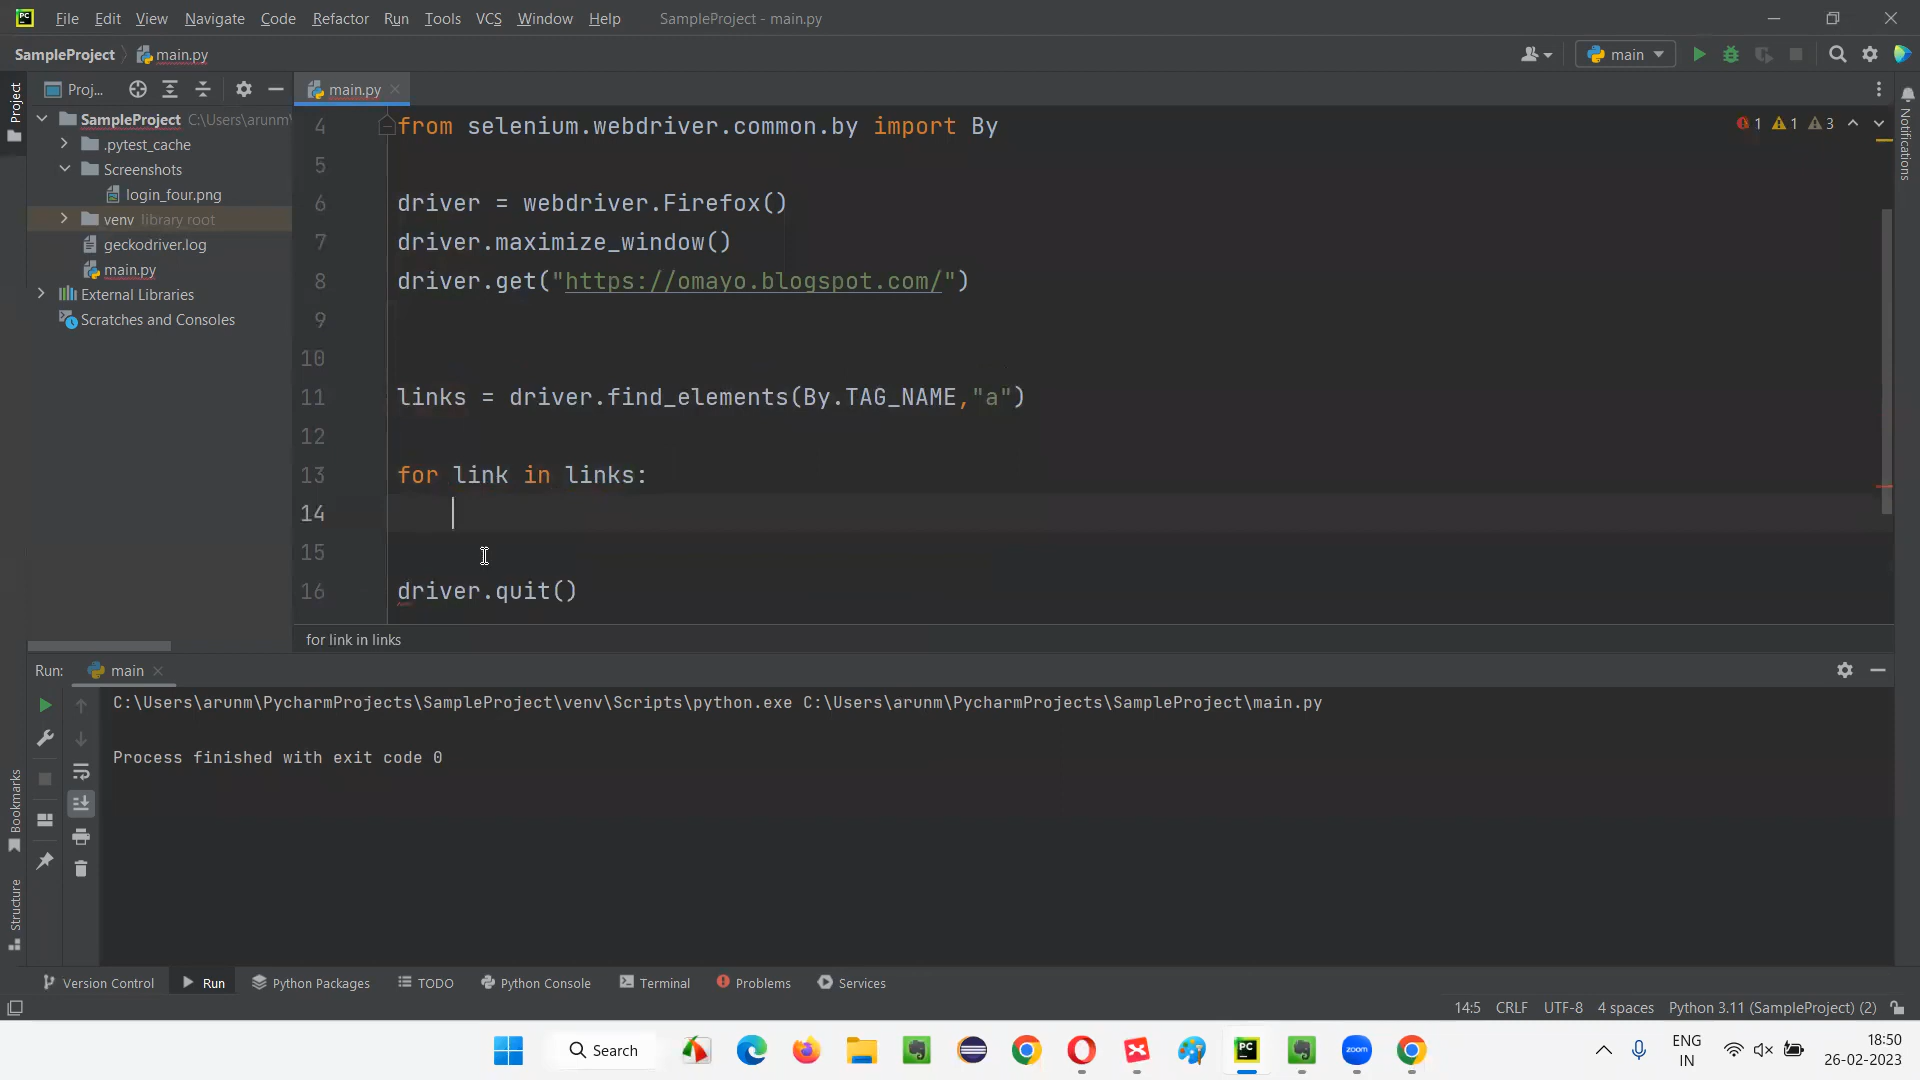 File Edit View Navigate Code Refactor Run Tools VCS Window Help SampleProject - main.py
SampleProject main.py main
Project Proj... main.py Notifications
SampleProject C:\Users\arunm\
.pytest_cache
Screenshots
login_four.png
venv library root
geckodriver.log
main.py
External Libraries
Scratches and Consoles
4 from selenium.webdriver.common.by import By 1 1 3
5
6 driver = webdriver.Firefox()
7 driver.maximize_window()
8 driver.get("https://omayo.blogspot.com/")
9
10
11 links = driver.find_elements(By.TAG_NAME,"a")
12
13 for link in links:
14
15
16 driver.quit()
for link in links
Run: main
C:\Users\arunm\PycharmProjects\SampleProject\venv\Scripts\python.exe C:\Users\arunm\PycharmProjects\SampleProject\main.py
Process finished with exit code 0
Bookmarks
Structure
Version Control Run Python Packages TODO Python Console Terminal Problems Services
14:5 CRLF UTF-8 4 spaces Python 3.11 (SampleProject) (2)
Search PC zoom ENG IN 18:50
26-02-2023